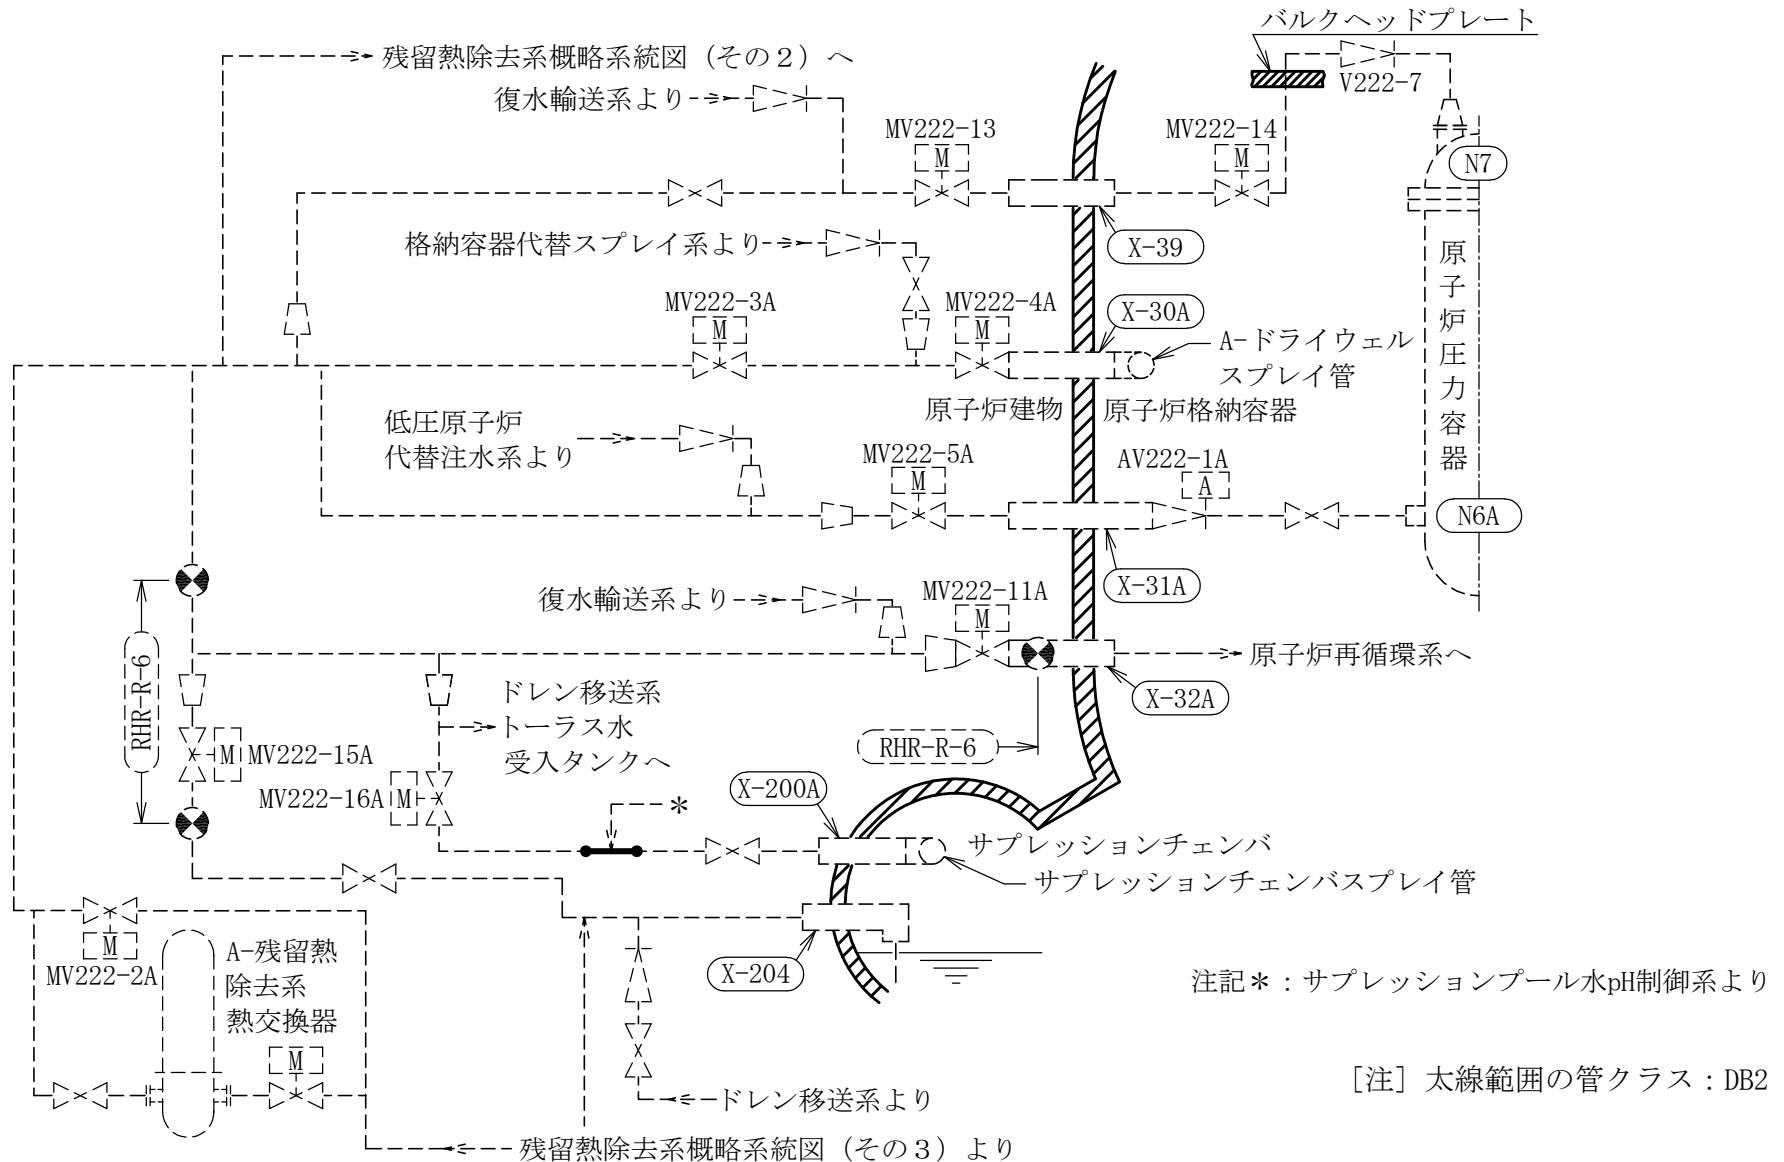 バルクヘッドプレート
残留熱除去系概略系統図（その２）へ
V222-7
復水輸送系より
MV222-13
MV222-14
M
M
N7
格納容器代替スプレイ系より
X-39
原子炉圧力容器
MV222-3A
MV222-4A
X-30A
M
M
A-ドライウェル
スプレイ管
原子炉建物
原子炉格納容器
低圧原子炉
代替注水系より
MV222-5A
AV222-1A
M
A
N6A
X-31A
復水輸送系より
MV222-11A
M
RHR-R-6
原子炉再循環系へ
X-32A
ドレン移送系
トーラス水
受入タンクへ
RHR-R-6
M
MV222-15A
MV222-16A
M
X-200A
＊
サプレッションチェンバ
サプレッションチェンバスプレイ管
M
MV222-2A
A-残留熱
除去系
熱交換器
X-204
注記＊：サプレッションプール水pH制御系より
M
［注］太線範囲の管クラス：DB2
ドレン移送系より
残留熱除去系概略系統図（その３）より